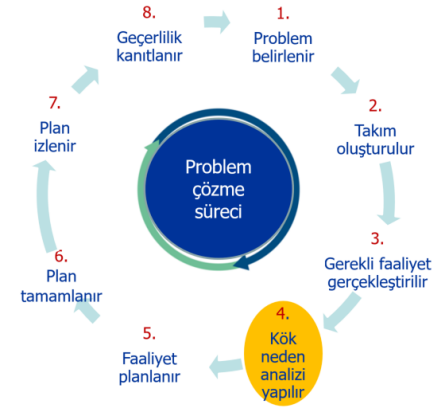 1.
Problem
belirlenir
2.
Takım
oluşturulur
3.
Gerekli faaliyet
gerçekleştirilir
4.
Kök
neden
analizi
yapılır
5.
Faaliyet
planlanır
6.
Plan
tamamlanır
7.
Plan
izlenir
8.
Geçerlilik
kanıtlanır
Problem
çözme
süreci